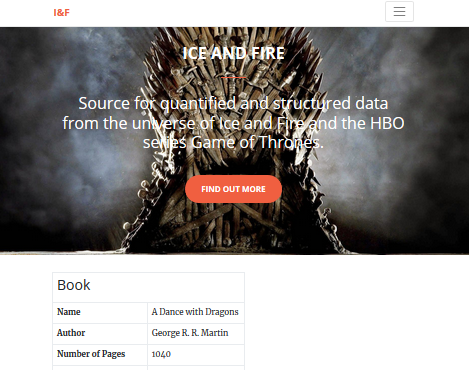 I&F
ICE AND FIRE
Source for quantified and structured data
from the universe of Ice and Fire and the HBO
series Game of Thrones.
FIND OUT MORE
Book
Name A Dance with Dragons
Author George R. R. Martin
Number of Pages 1040